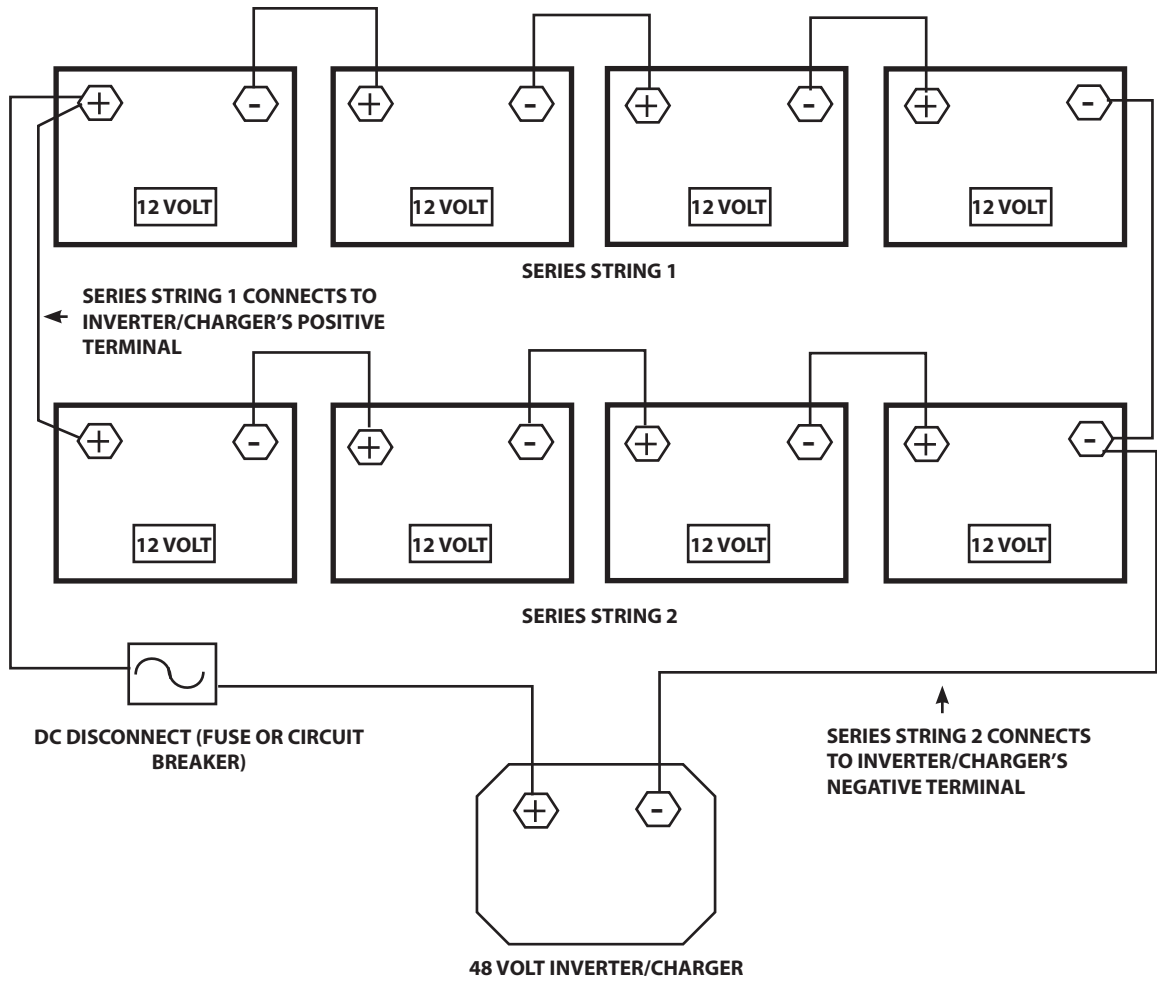 + - + - + - + -
12 VOLT 12 VOLT 12 VOLT 12 VOLT
SERIES STRING 1
SERIES STRING 1 CONNECTS TO
INVERTER/CHARGER'S POSITIVE
TERMINAL
+ - + - + - + -
12 VOLT 12 VOLT 12 VOLT 12 VOLT
SERIES STRING 2
DC DISCONNECT (FUSE OR CIRCUIT
BREAKER)
SERIES STRING 2 CONNECTS
TO INVERTER/CHARGER'S
NEGATIVE TERMINAL
+ -
48 VOLT INVERTER/CHARGER